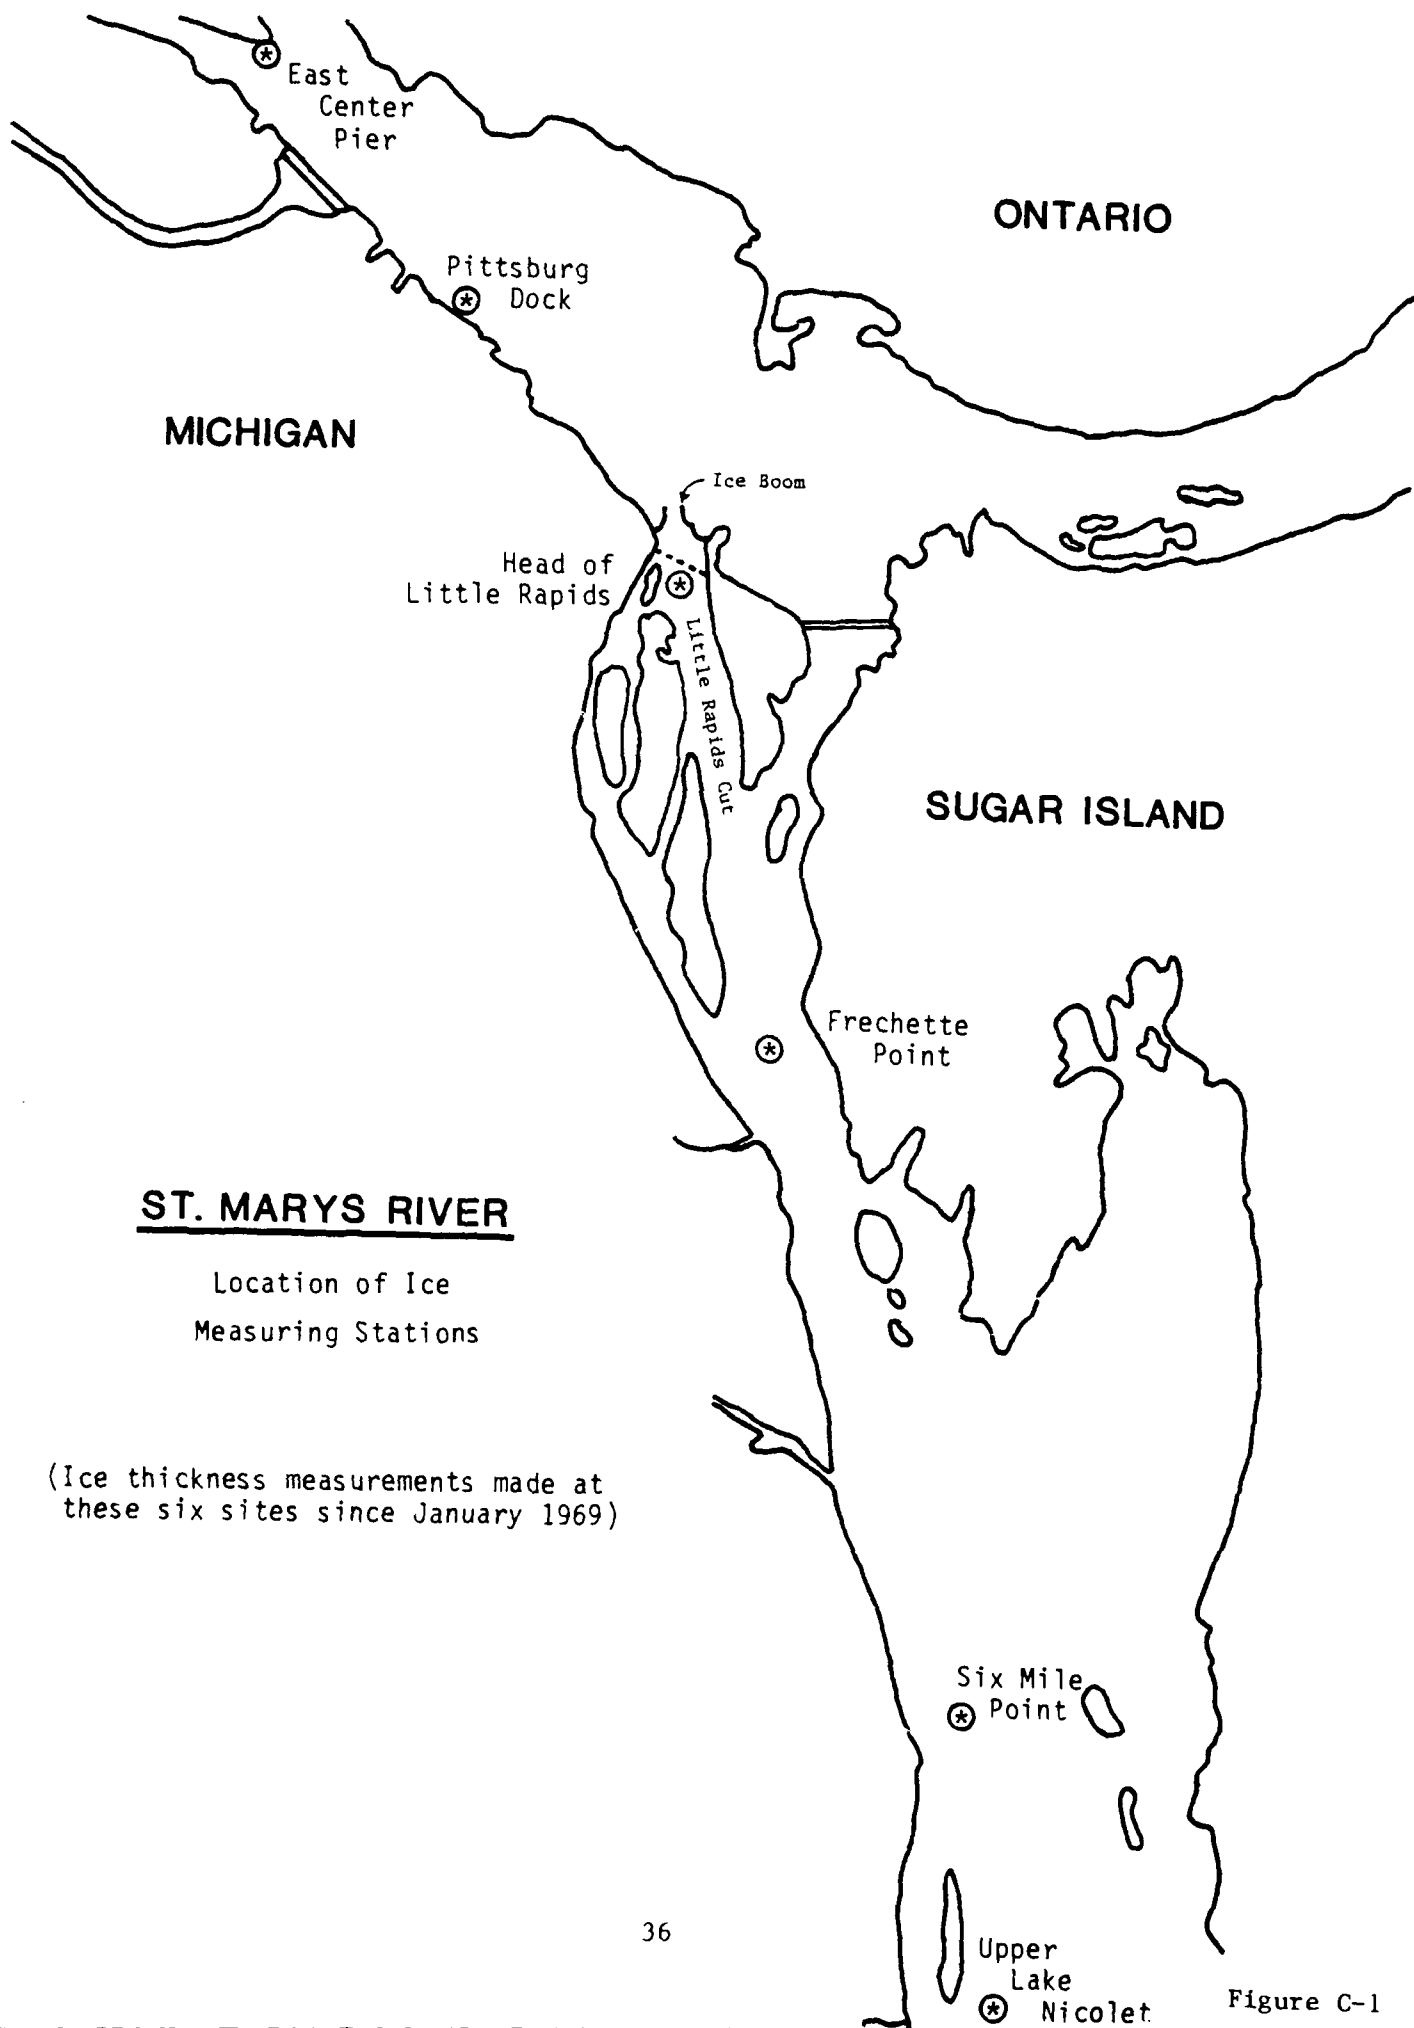 East
Center
Pier
ONTARIO
Pittsburg
Dock
MICHIGAN
Ice Boom
Head of
Little Rapids
Little Rapids Cut
SUGAR ISLAND
Frechette
Point
ST. MARYS RIVER
Location of Ice
Measuring Stations
(Ice thickness measurements made at
these six sites since January 1969)
Six Mile
Point
36
Upper
Lake
Nicolet
Figure C-1